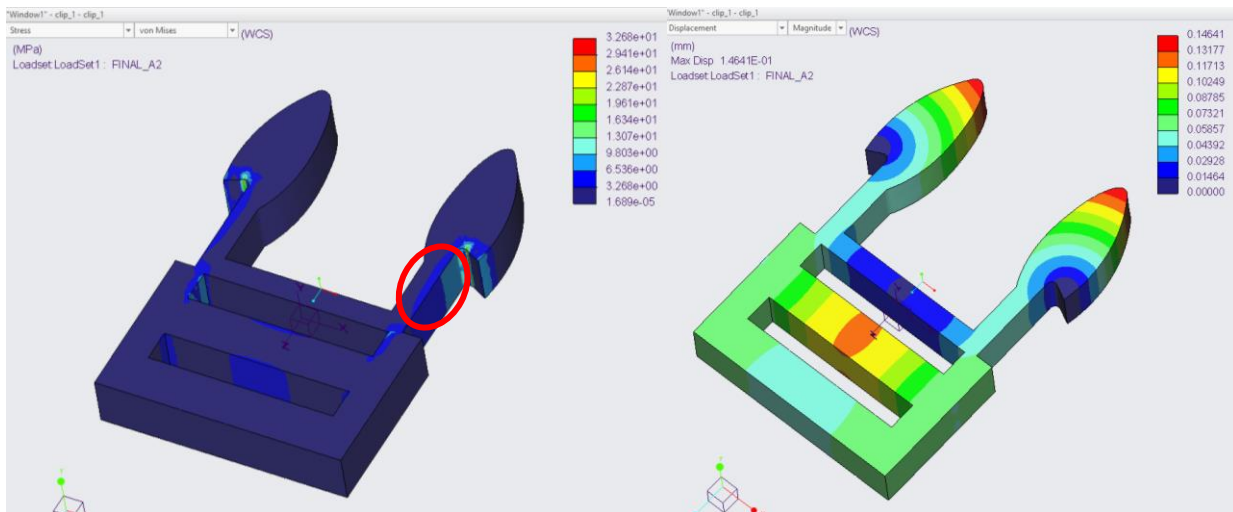 "Window1" - clip_1 - clip_1
Stress von Mises (WCS)
(MPa)
Loadset:LoadSet1 : FINAL_A2
3.268e+01
2.941e+01
2.614e+01
2.287e+01
1.961e+01
1.634e+01
1.307e+01
9.803e+00
6.536e+00
3.268e+00
1.689e-05
X
Z
Y
"Window1" - clip_1 - clip_1
Displacement Magnitude (WCS)
(mm)
Max Disp 1.4641E-01
Loadset:LoadSet1 : FINAL_A2
0.14641
0.13177
0.11713
0.10249
0.08785
0.07321
0.05857
0.04392
0.02928
0.01464
0.00000
Y